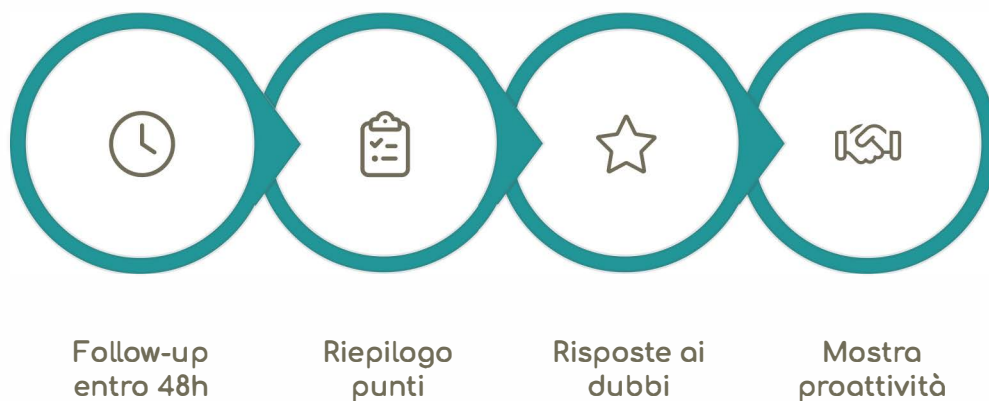 Follow-up
entro 48h
Riepilogo
punti
Risposte ai
dubbi
Mostra
proattività